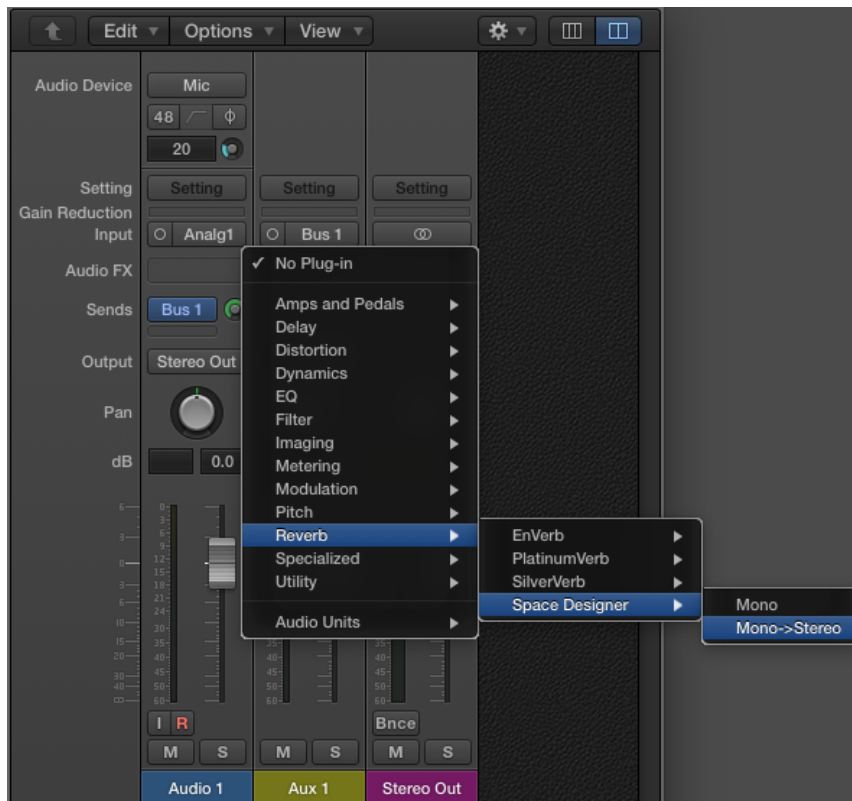 Edit Options View
Audio Device Mic
48
20
Setting Setting Setting Setting
Gain Reduction
Input Analg1 Bus 1
Audio FX
Sends Bus 1
Output Stereo Out
Pan
dB 0.0
No Plug-in
Amps and Pedals
Delay
Distortion
Dynamics
EQ
Filter
Imaging
Metering
Modulation
Pitch
Reverb
Specialized
Utility
Audio Units
EnVerb
PlatinumVerb
SilverVerb
Space Designer
Mono
Mono->Stereo
I R Bnce
M S M S M S
Audio 1 Aux 1 Stereo Out